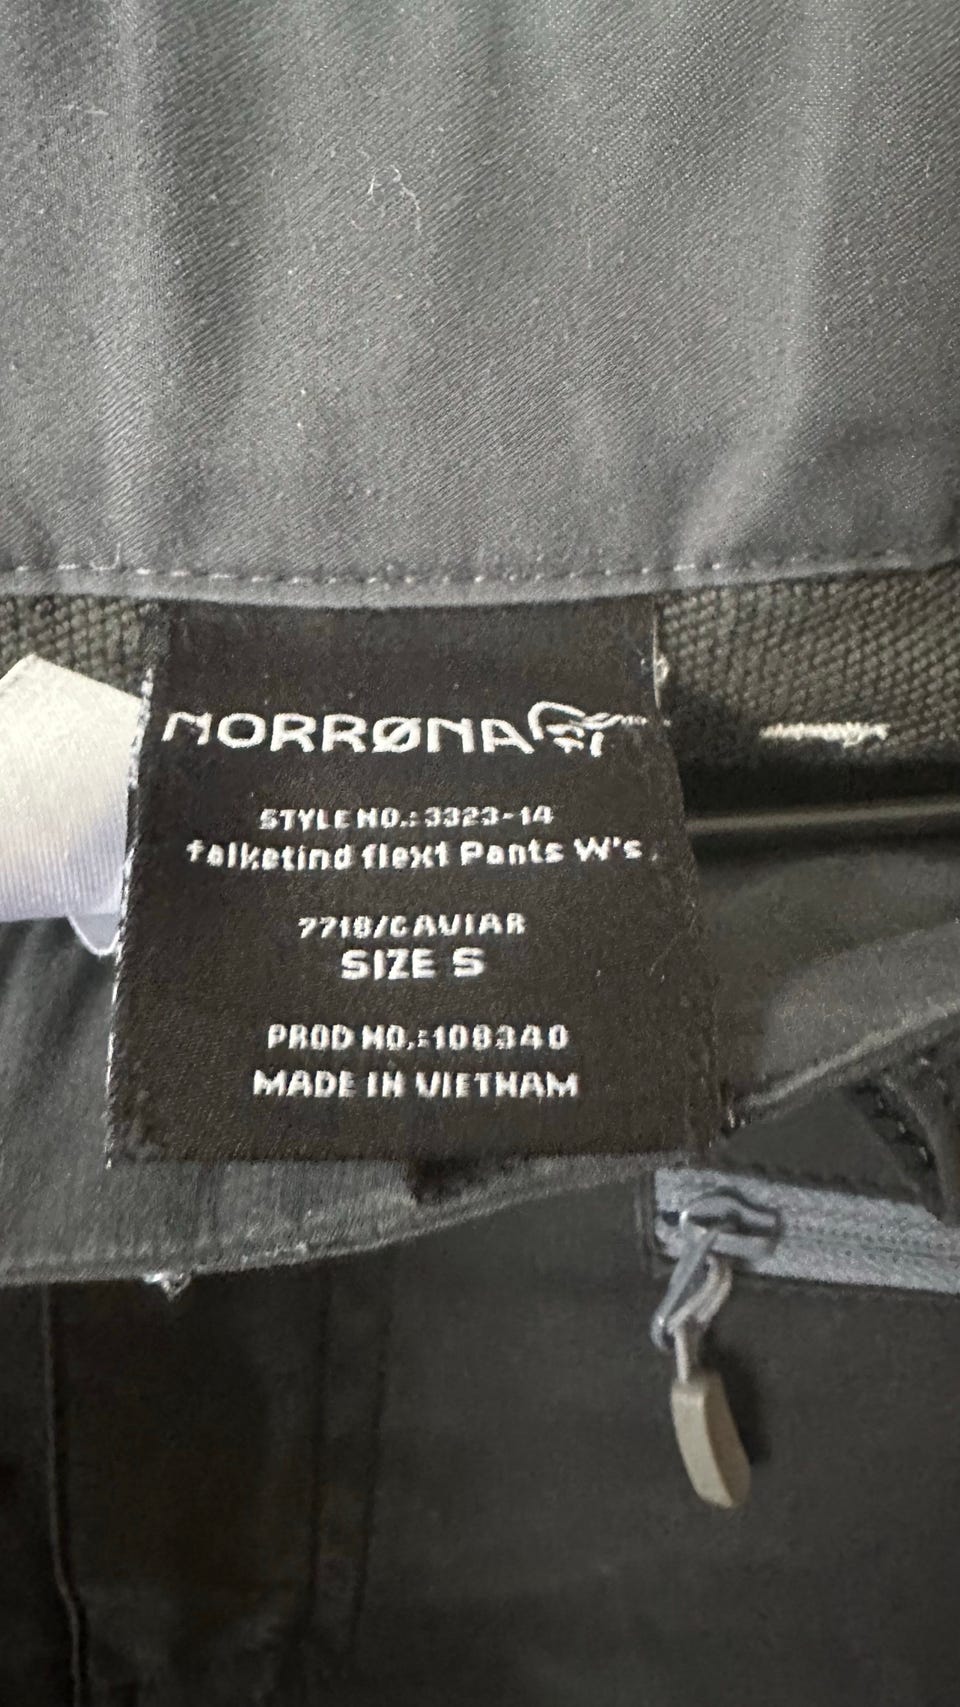 NORRØNA
STYLE NO.: 3323-14
falketind flex1 Pants W's
7718/CAVIAR
SIZE S
PROD NO.: 108340
MADE IN VIETNAM